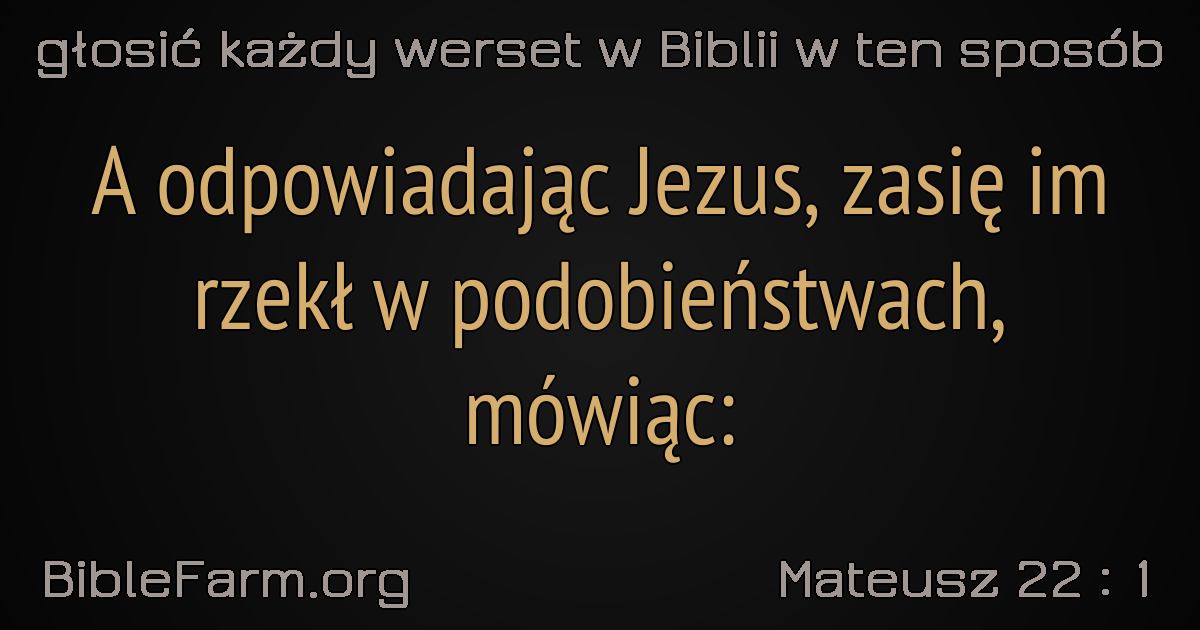 głosić każdy werset w Biblii w ten sposób
A odpowiadając Jezus, zasię im
rzekł w podobieństwach,
mówiąc:
BibleFarm.org
Mateusz 22 : 1